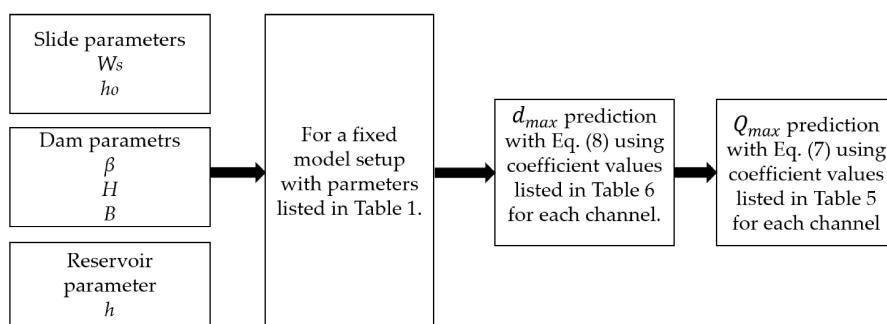 Slide parameters
Ws
ho
Dam parametrs
β
H
B
Reservoir
parameter
h
For a fixed
model setup
with parmeters
listed in Table 1.
dmax prediction
with Eq. (8) using
coefficient values
listed in Table 6
for each channel.
Qmax prediction
with Eq. (7) using
coefficient values
listed in Table 5
for each channel